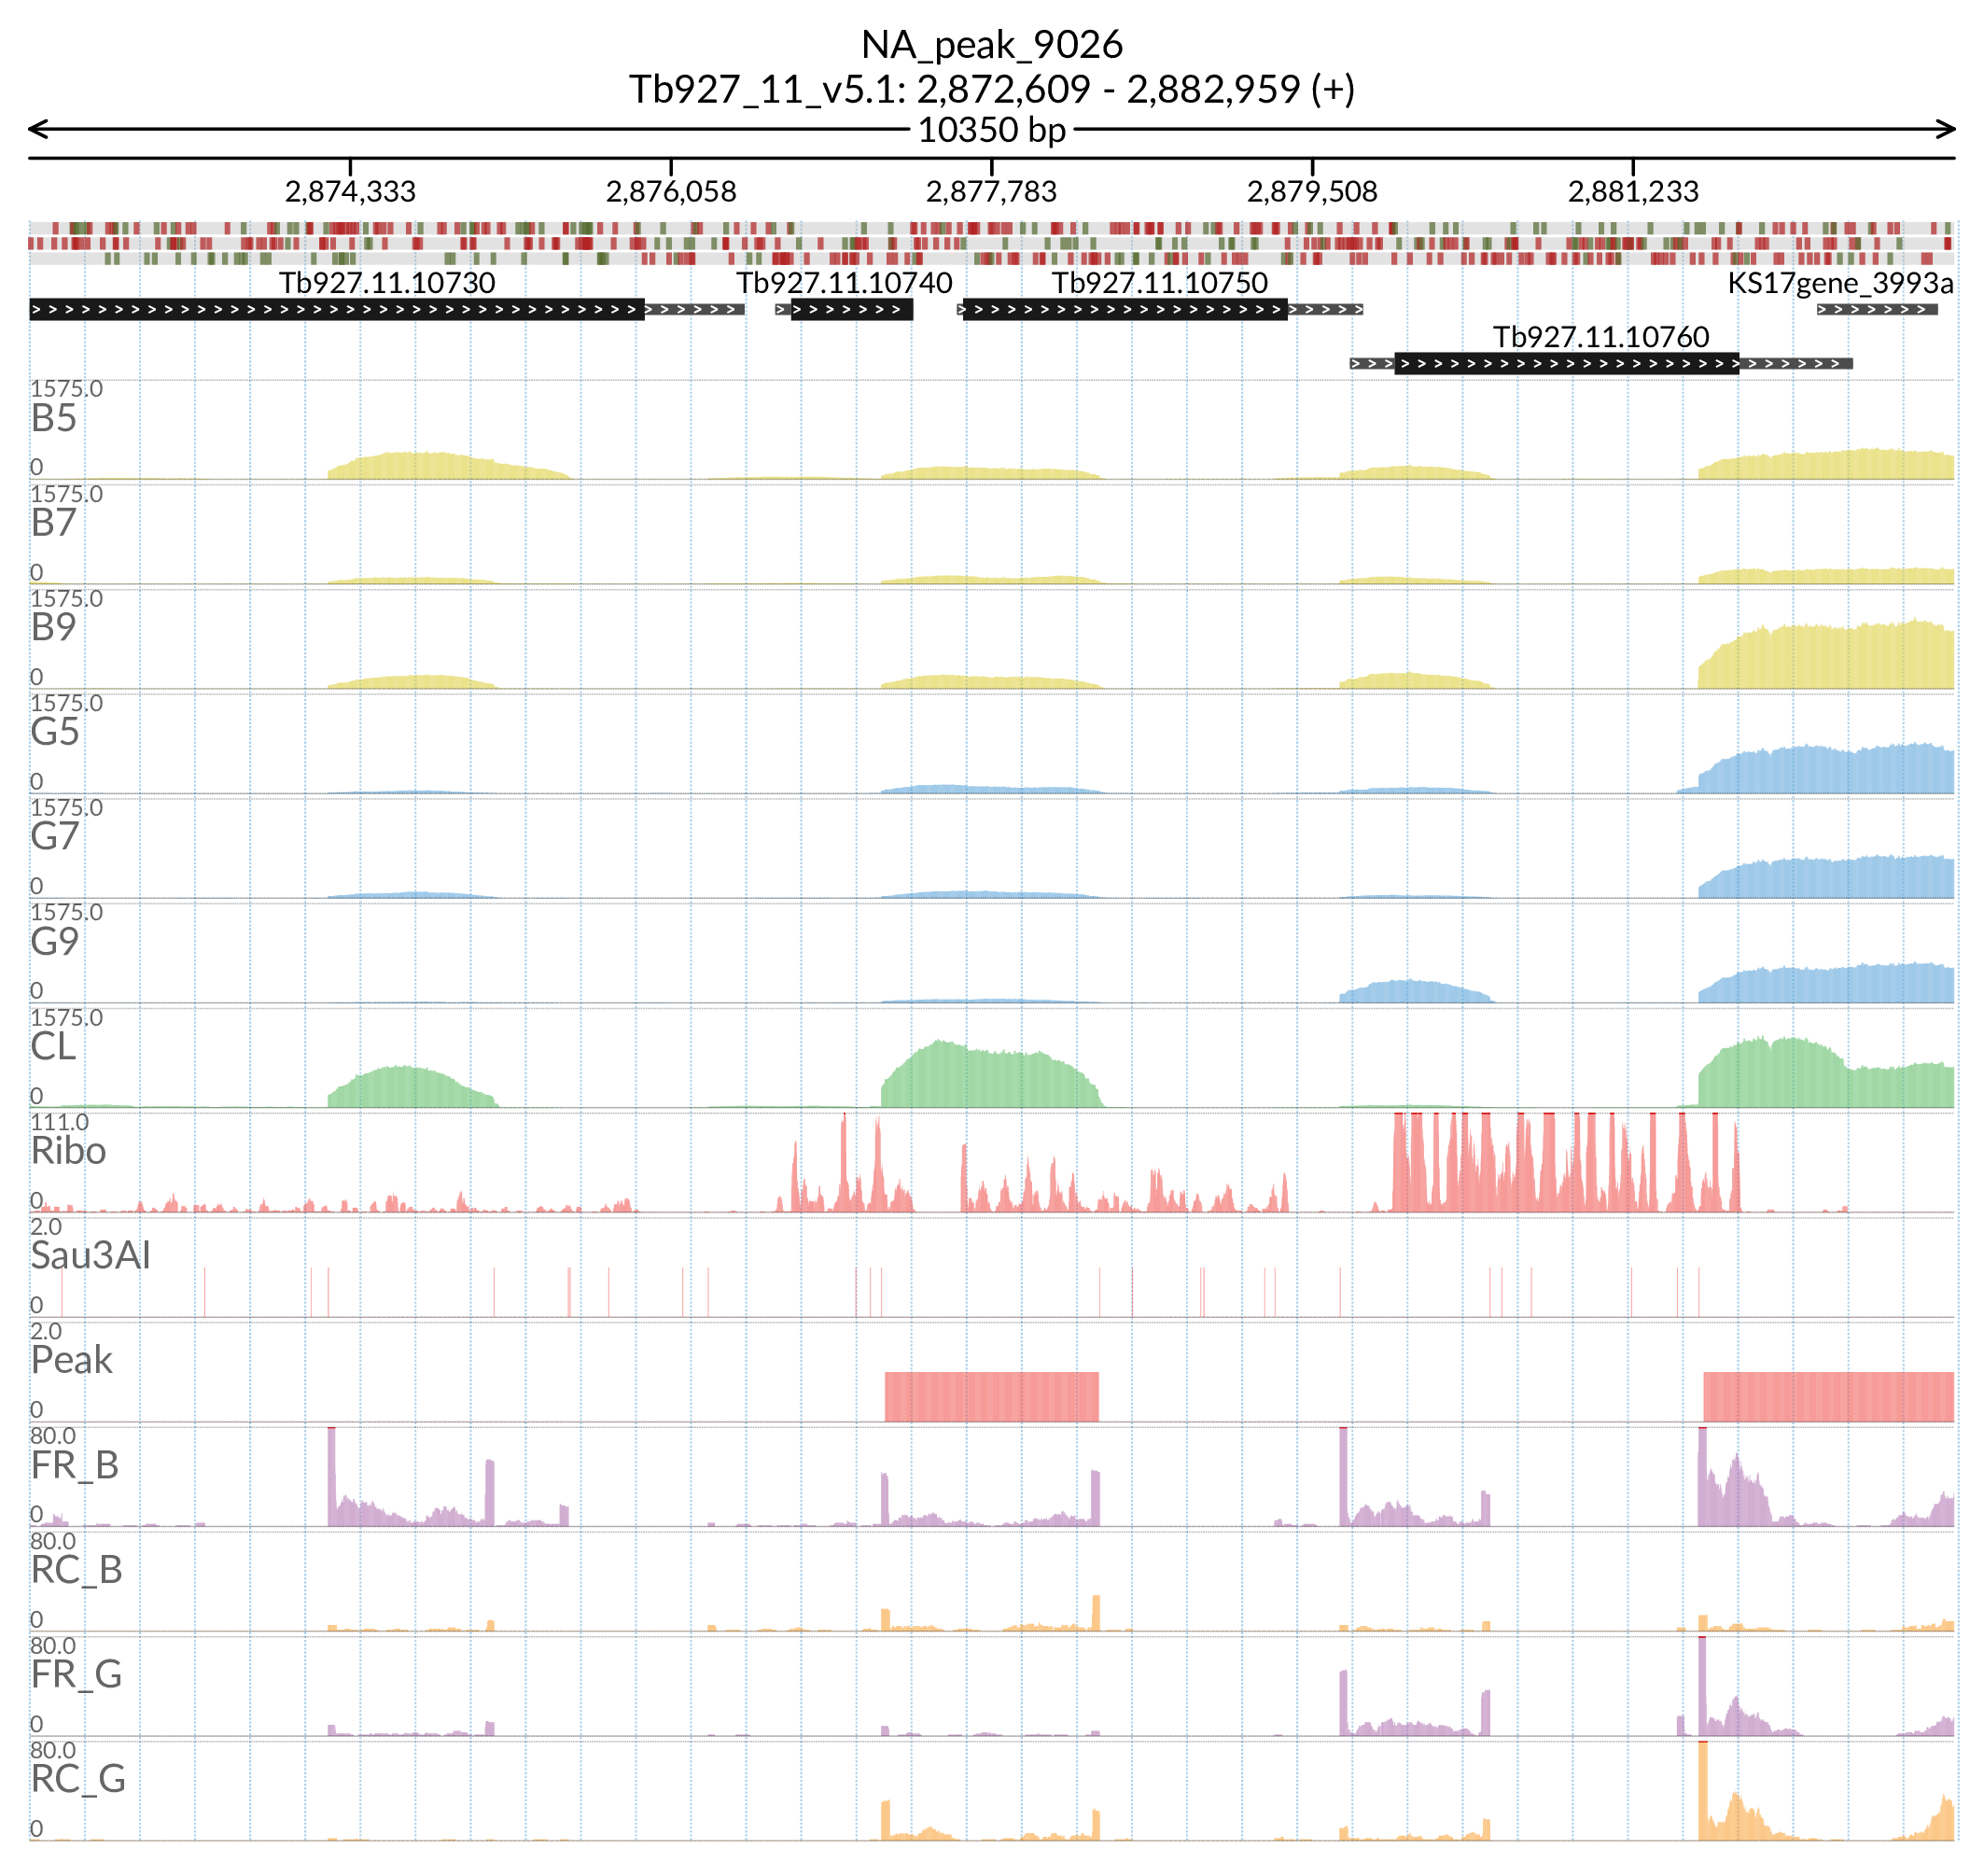 NA_peak_9026
Tb927_11_v5.1: 2,872,609 - 2,882,959 (+)
10350 bp
2,874,333 2,876,058 2,877,783 2,879,508 2,881,233
Tb927.11.10730 Tb927.11.10740 Tb927.11.10750 KS17gene_3993a
Tb927.11.10760
1575.0
B5
0
1575.0
B7
0
1575.0
B9
0
1575.0
G5
0
1575.0
G7
0
1575.0
G9
0
1575.0
CL
0
111.0
Ribo
0
2.0
Sau3AI
0
2.0
Peak
0
80.0
FR_B
0
80.0
RC_B
0
80.0
FR_G
0
80.0
RC_G
0